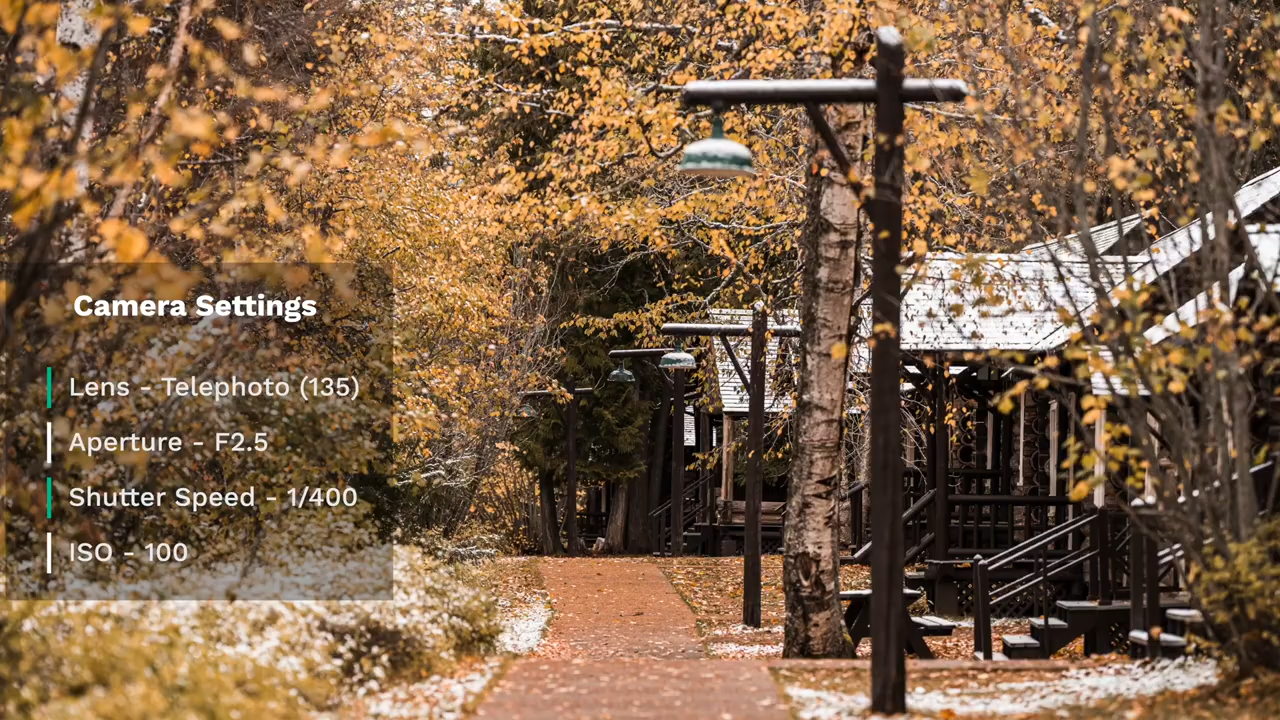 Camera Settings
Lens - Telephoto (135)
Aperture - F2.5
Shutter Speed - 1/400
ISO - 100